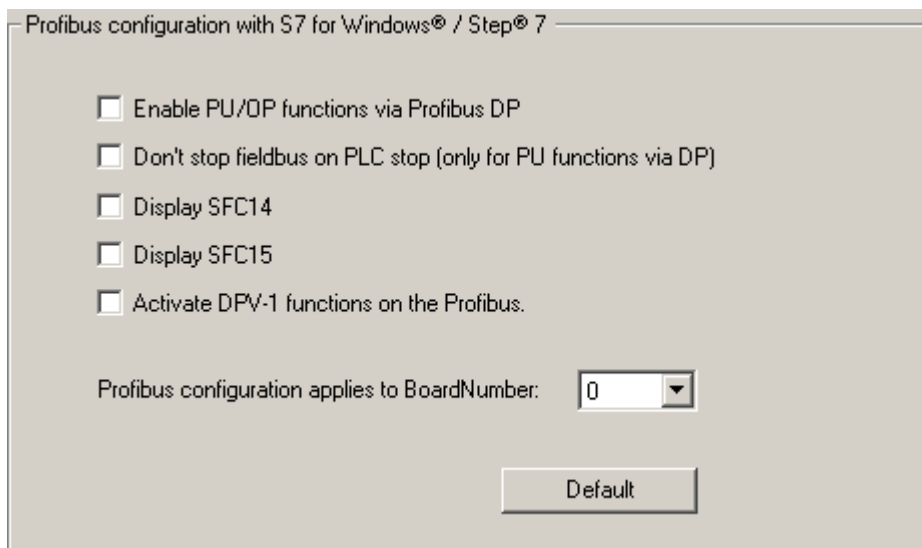 Profibus configuration with S7 for Windows® / Step® 7
Enable PU/OP functions via Profibus DP
Don't stop fieldbus on PLC stop (only for PU functions via DP)
Display SFC14
Display SFC15
Activate DPV-1 functions on the Profibus.
Profibus configuration applies to BoardNumber: 0
Default